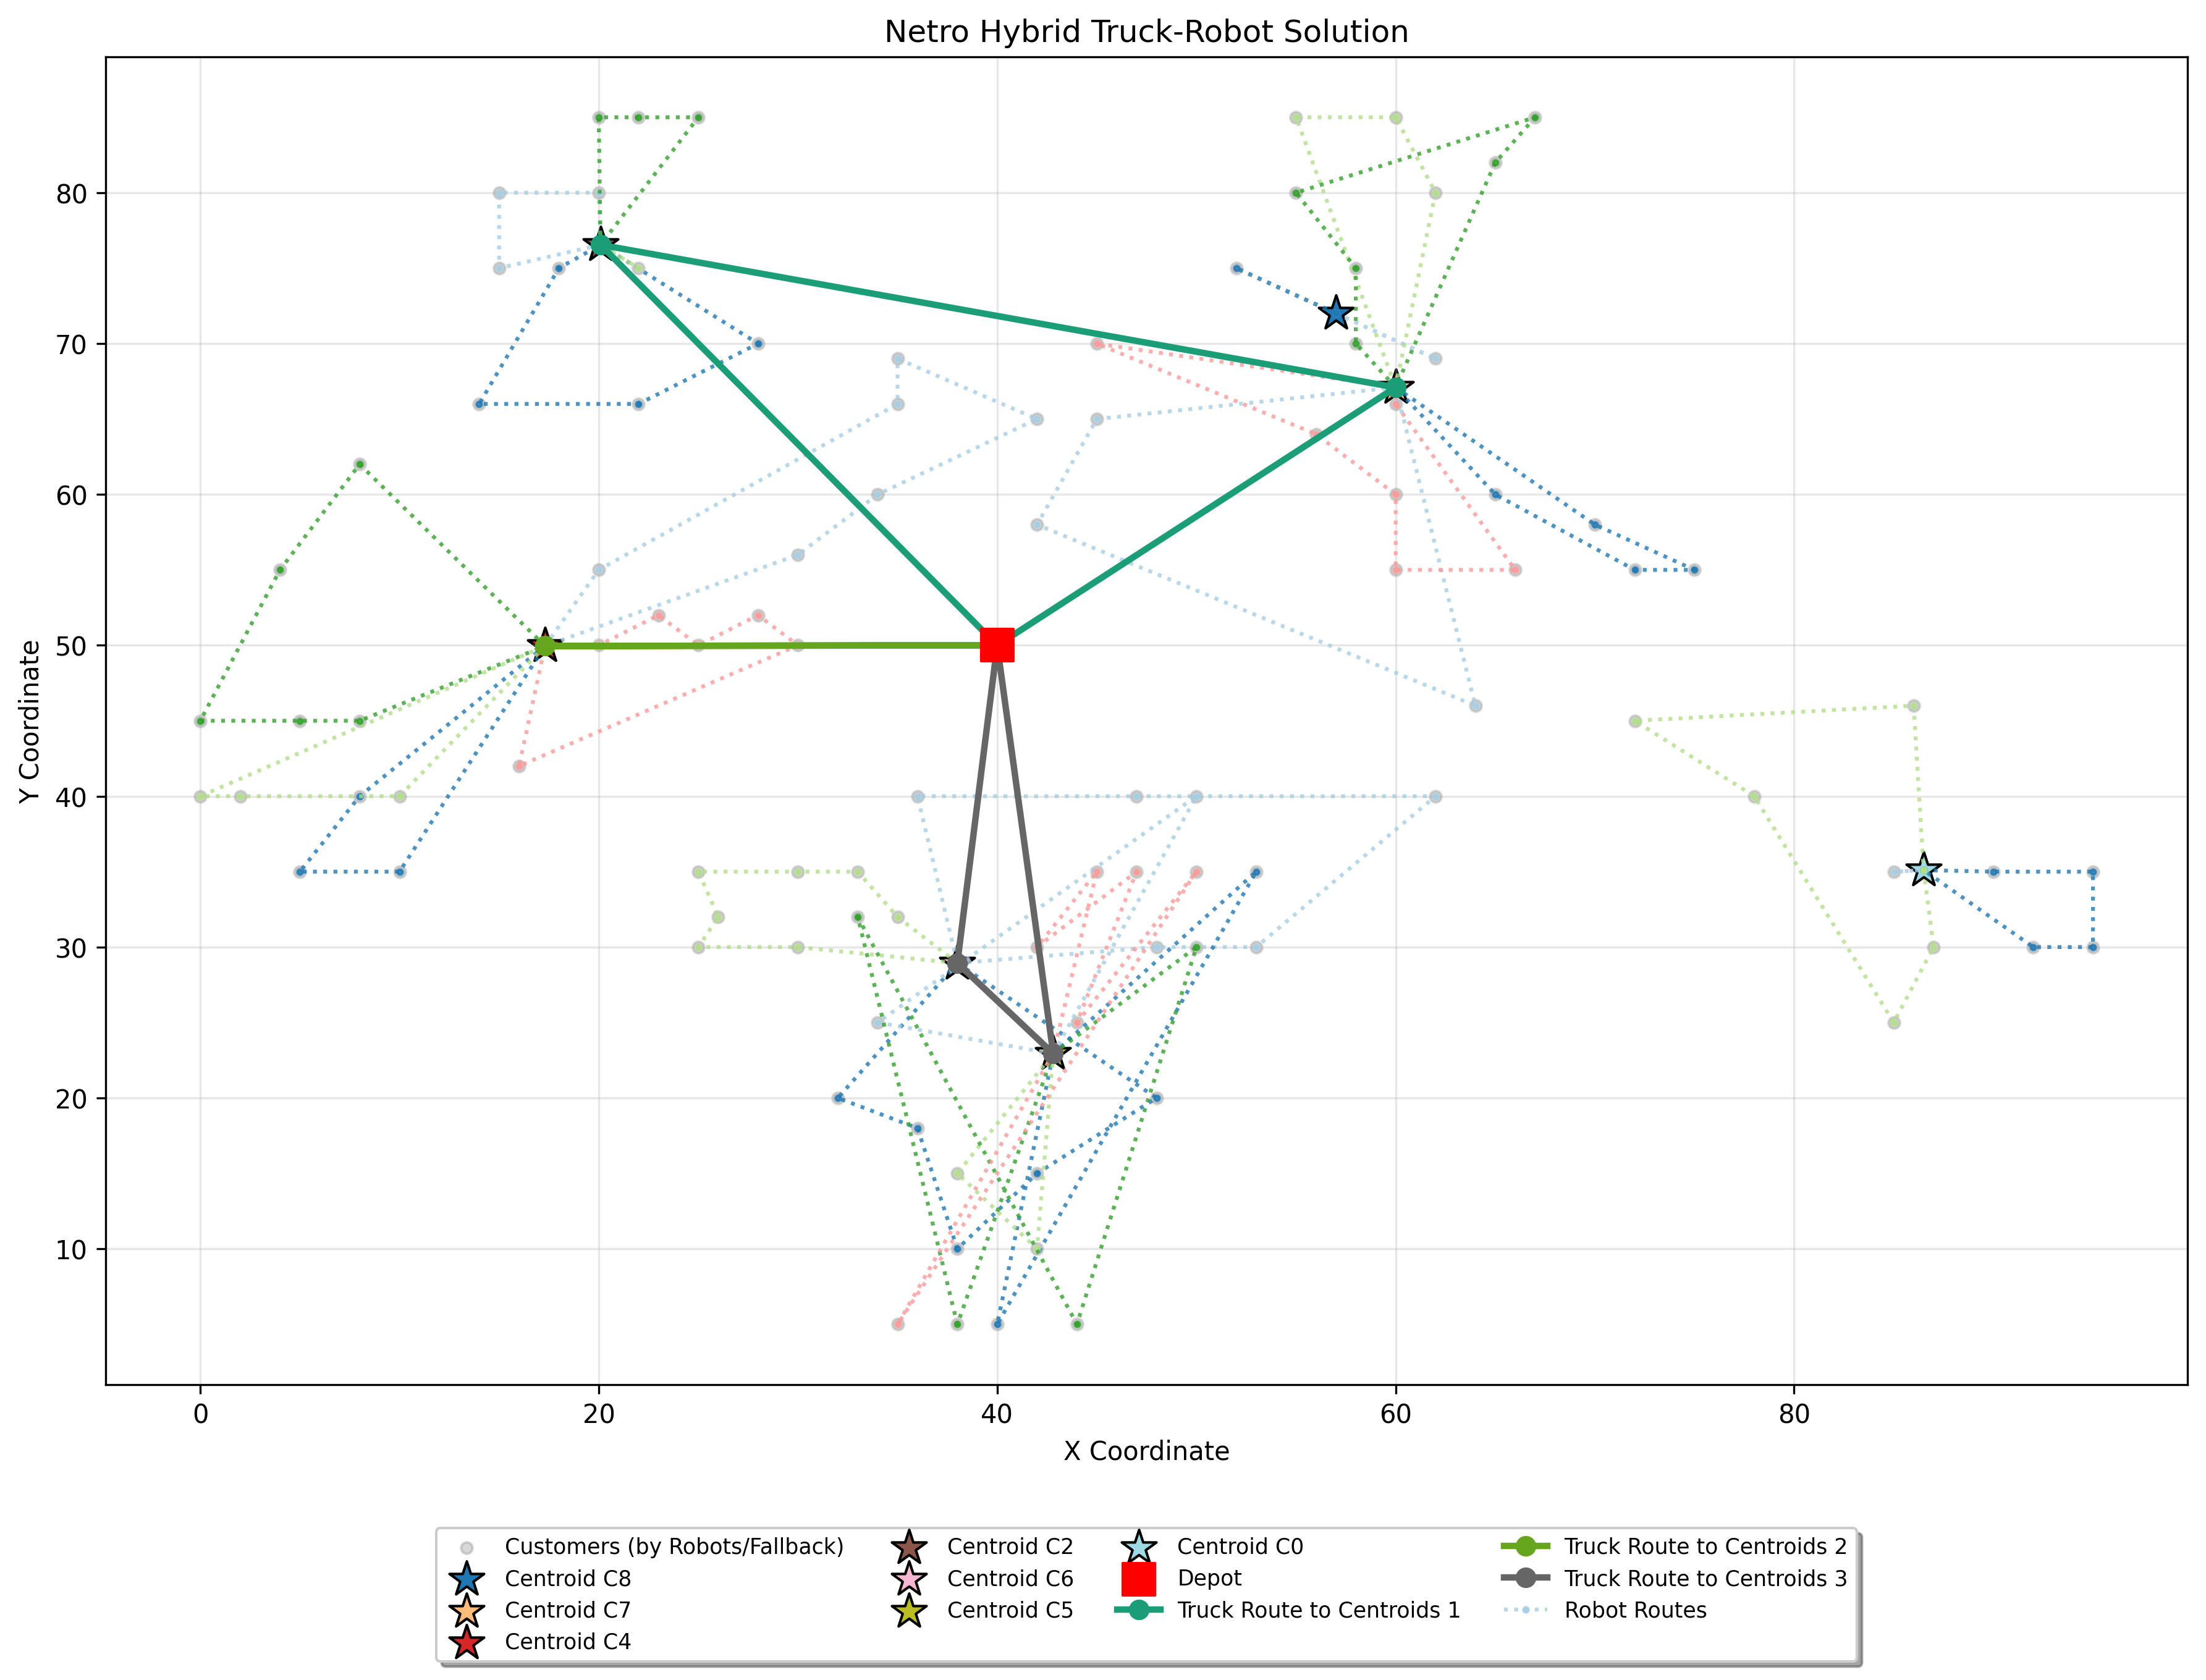 Netro Hybrid Truck-Robot Solution
Y Coordinate
80
70
60
50
40
30
20
10
0 20 40 60 80
X Coordinate
Customers (by Robots/Fallback)
Centroid C8
Centroid C7
Centroid C4
Centroid C2
Centroid C6
Centroid C5
Centroid C0
Depot
Truck Route to Centroids 1
Truck Route to Centroids 2
Truck Route to Centroids 3
Robot Routes